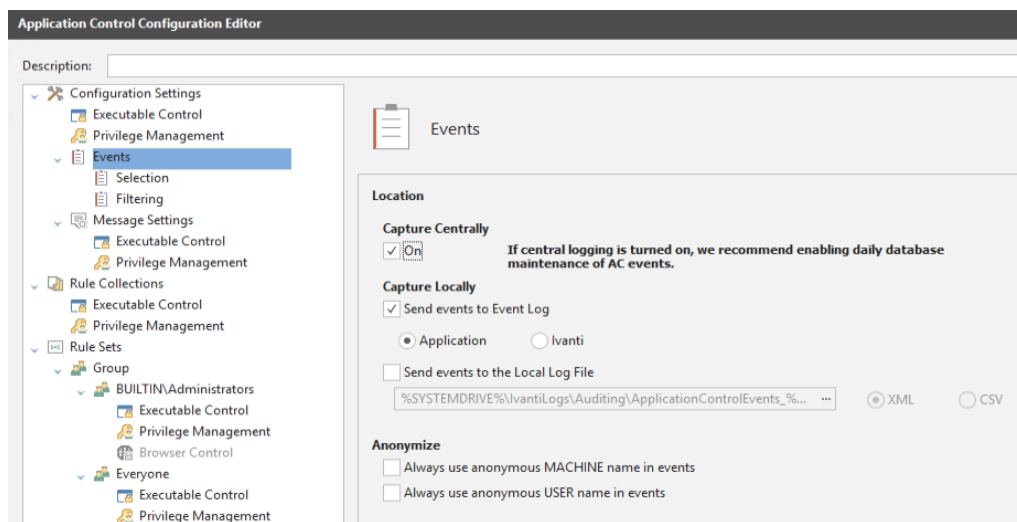 Application Control Configuration Editor
Description:
Configuration Settings
Executable Control
Privilege Management
Events
Selection
Filtering
Message Settings
Executable Control
Privilege Management
Rule Collections
Executable Control
Privilege Management
Rule Sets
Group
BUILTIN\Administrators
Executable Control
Privilege Management
Browser Control
Everyone
Executable Control
Privilege Management
Events
Location
Capture Centrally
On
If central logging is turned on, we recommend enabling daily database
maintenance of AC events.
Capture Locally
Send events to Event Log
Application Ivanti
Send events to the Local Log File
%SYSTEMDRIVE%\IvantiLogs\Auditing\ApplicationControlEvents_%... ... XML CSV
Anonymize
Always use anonymous MACHINE name in events
Always use anonymous USER name in events